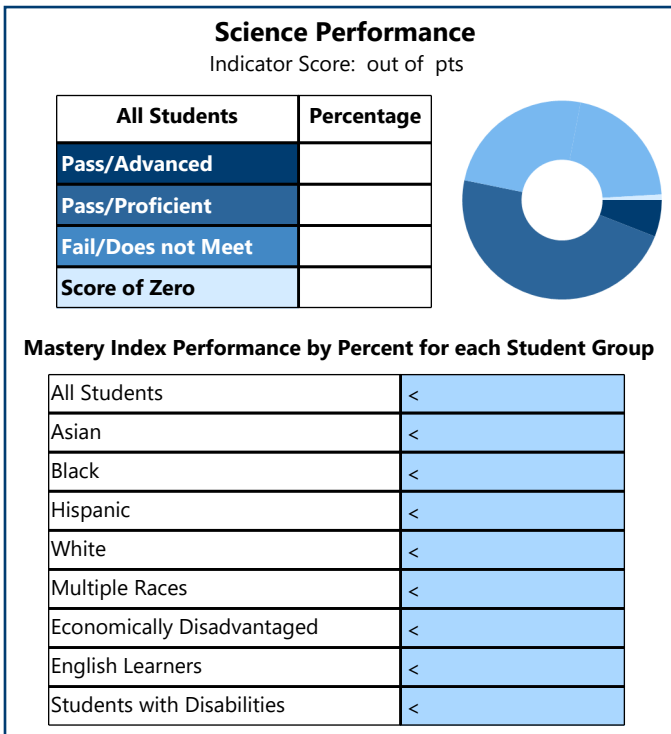 Science Performance
Indicator Score: out of pts
All Students Percentage
Pass/Advanced
Pass/Proficient
Fail/Does not Meet
Score of Zero
Mastery Index Performance by Percent for each Student Group
All Students <
Asian <
Black <
Hispanic <
White <
Multiple Races <
Economically Disadvantaged <
English Learners <
Students with Disabilities <